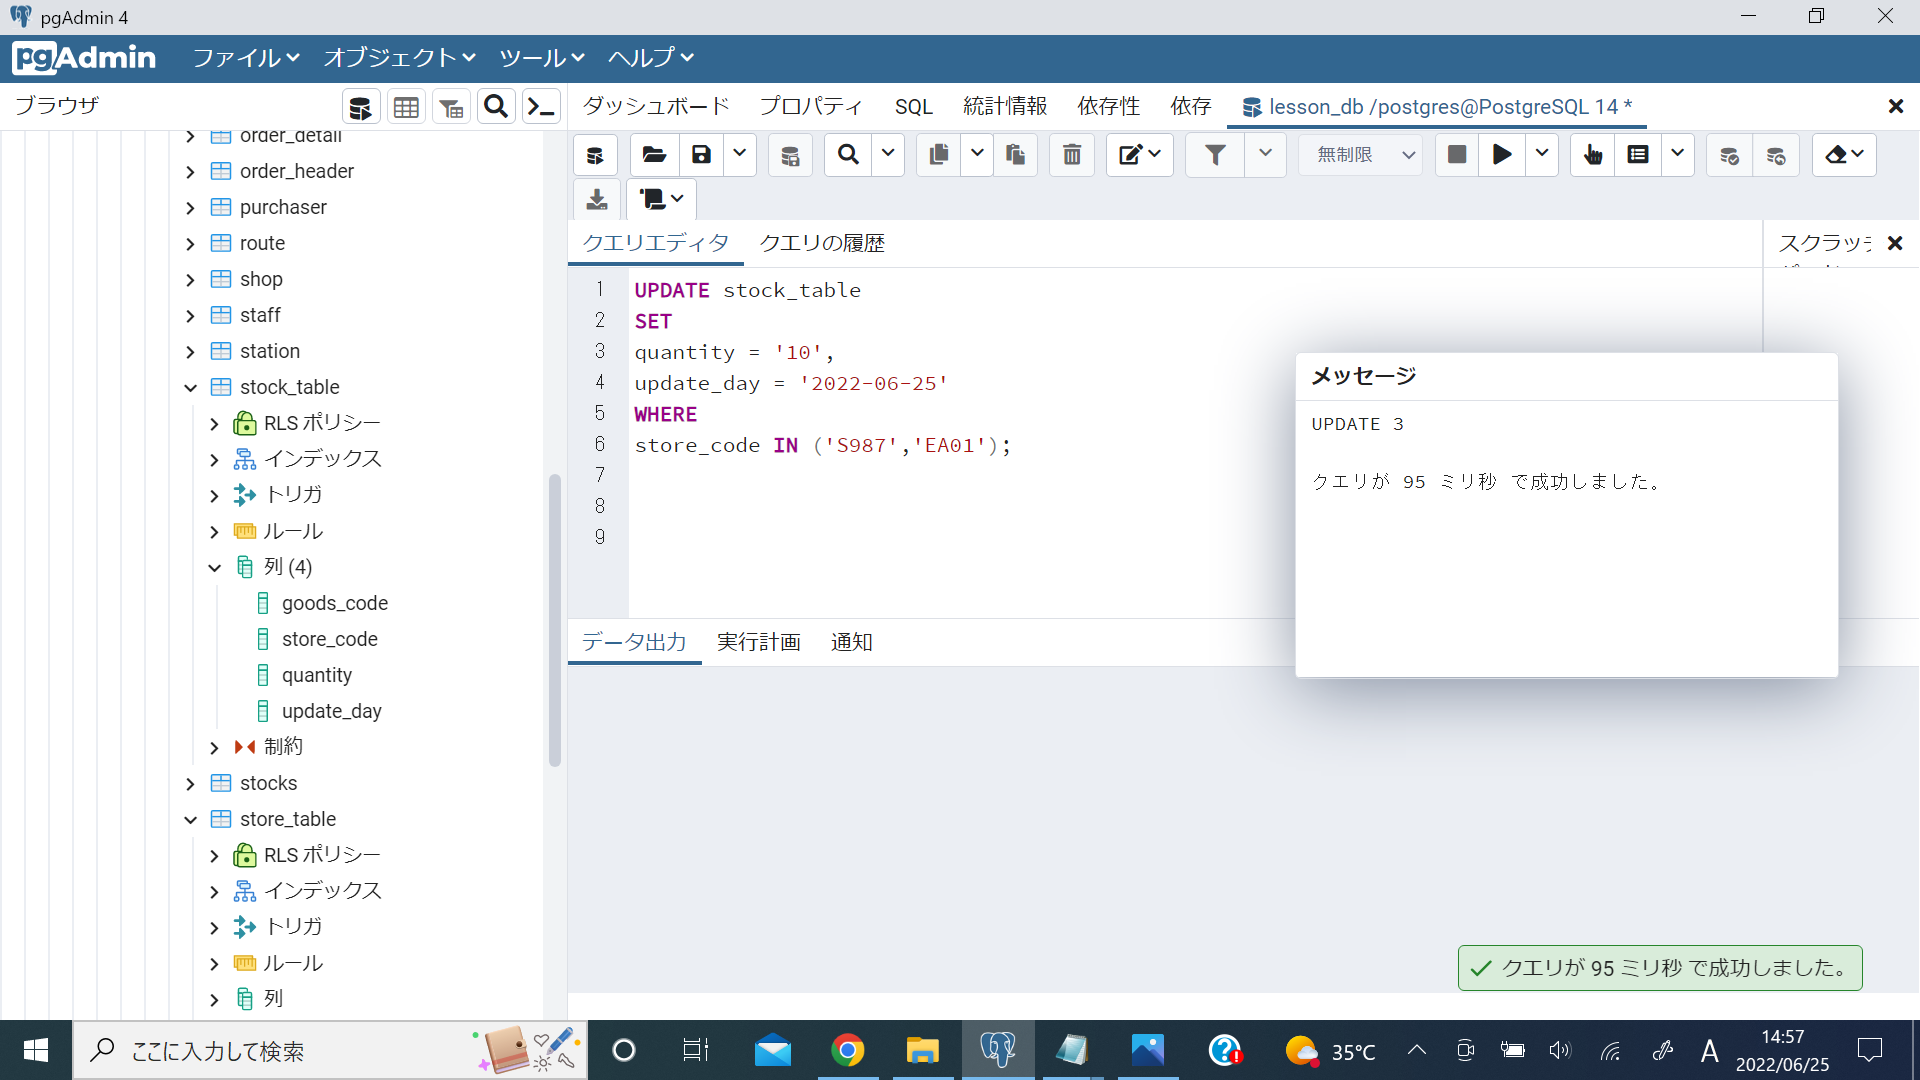 pgAdmin 4
pgAdmin ファイル オブジェクト ツール ヘルプ
ブラウザ
ダッシュボード プロパティ SQL 統計情報 依存性 依存 lesson_db /postgres@PostgreSQL 14 *
order_detail
order_header
purchaser
route
shop
staff
station
stock_table
RLS ポリシー
インデックス
トリガ
ルール
列 (4)
goods_code
store_code
quantity
update_day
制約
stocks
store_table
RLS ポリシー
インデックス
トリガ
ルール
列
無制限
クエリエディタ クエリの履歴
スクラッチ
1 UPDATE stock_table
2 SET
3 quantity = '10',
4 update_day = '2022-06-25'
5 WHERE
6 store_code IN ('S987','EA01');
7
8
9
メッセージ
UPDATE 3
クエリが 95 ミリ秒 で成功しました。
データ出力 実行計画 通知
クエリが 95 ミリ秒 で成功しました。
ここに入力して検索
35°C
A
14:57
2022/06/25